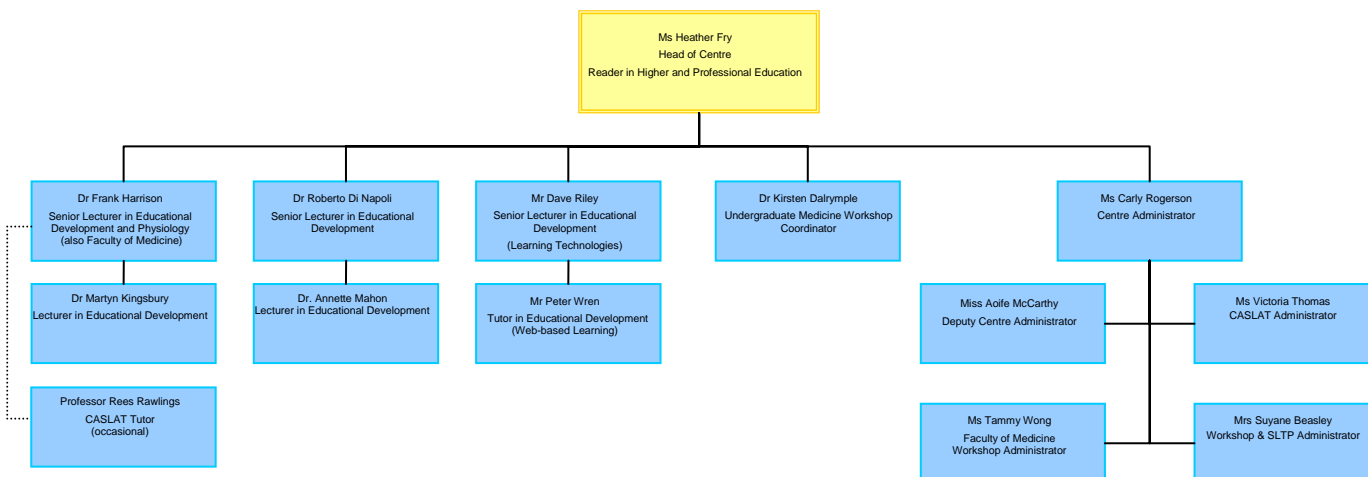 Ms Heather Fry
Head of Centre
Reader in Higher and Professional Education
Dr Frank Harrison
Senior Lecturer in Educational
Development and Physiology
(also Faculty of Medicine)
Dr Roberto Di Napoli
Senior Lecturer in Educational
Development
Mr Dave Riley
Senior Lecturer in Educational
Development
(Learning Technologies)
Dr Kirsten Dalrymple
Undergraduate Medicine Workshop
Coordinator
Ms Carly Rogerson
Centre Administrator
Dr Martyn Kingsbury
Lecturer in Educational Development
Dr. Annette Mahon
Lecturer in Educational Development
Mr Peter Wren
Tutor in Educational Development
(Web-based Learning)
Miss Aoife McCarthy
Deputy Centre Administrator
Ms Victoria Thomas
CASLAT Administrator
Professor Rees Rawlings
CASLAT Tutor
(occasional)
Ms Tammy Wong
Faculty of Medicine
Workshop Administrator
Mrs Suyane Beasley
Workshop & SLTP Administrator